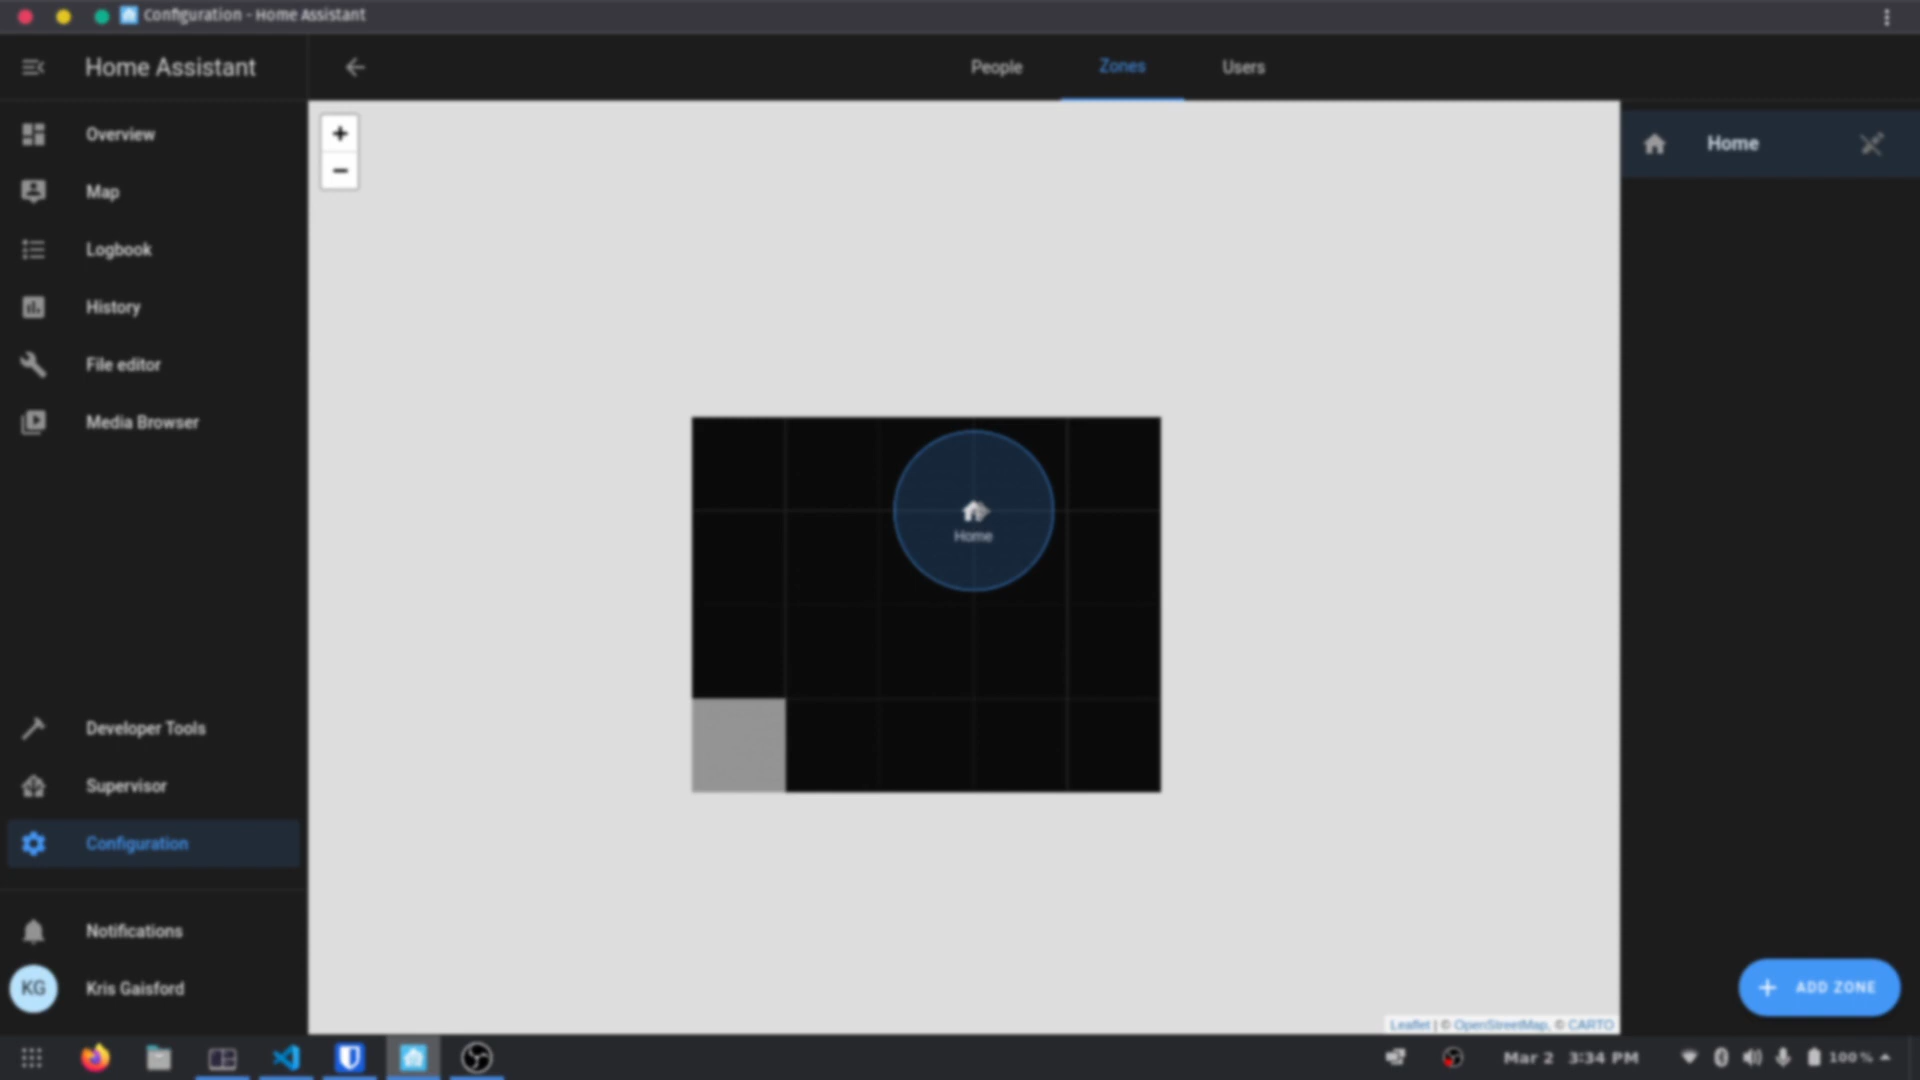 Configuration - Home Assistant
Home Assistant
People
Zones
Users
Overview
Map
Logbook
History
File editor
Media Browser
Developer Tools
Supervisor
Configuration
Notifications
KG
Kris Gaisford
+
−
Home
Home
+ ADD ZONE
Leaflet | © OpenStreetMap, © CARTO
Mar 2 3:34 PM
100%